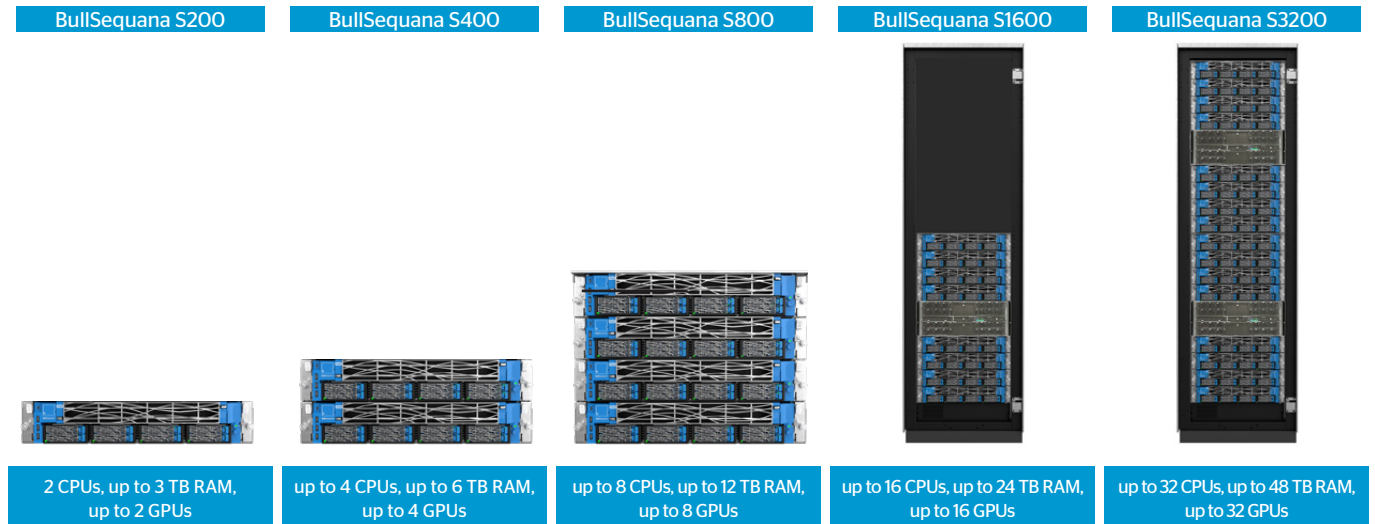 BullSequana S200
BullSequana S400
BullSequana S800
BullSequana S1600
BullSequana S3200
2 CPUs, up to 3 TB RAM,
up to 2 GPUs
up to 4 CPUs, up to 6 TB RAM,
up to 4 GPUs
up to 8 CPUs, up to 12 TB RAM,
up to 8 GPUs
up to 16 CPUs, up to 24 TB RAM,
up to 16 GPUs
up to 32 CPUs, up to 48 TB RAM,
up to 32 GPUs